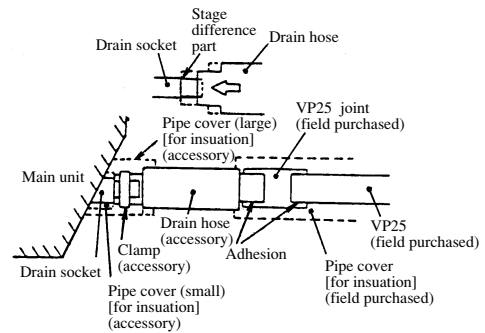 Stage
difference
part
Drain socket
Drain hose
VP25 joint
(field purchased)
Pipe cover (large)
[for insuation]
(accessory)
Main unit
Drain hose
(accessory)
VP25
(field purchased)
Clamp
(accessory)
Adhesion
Drain socket
Pipe cover (small)
[for insuation]
(accessory)
Pipe cover
[for insuation]
(field purchased)